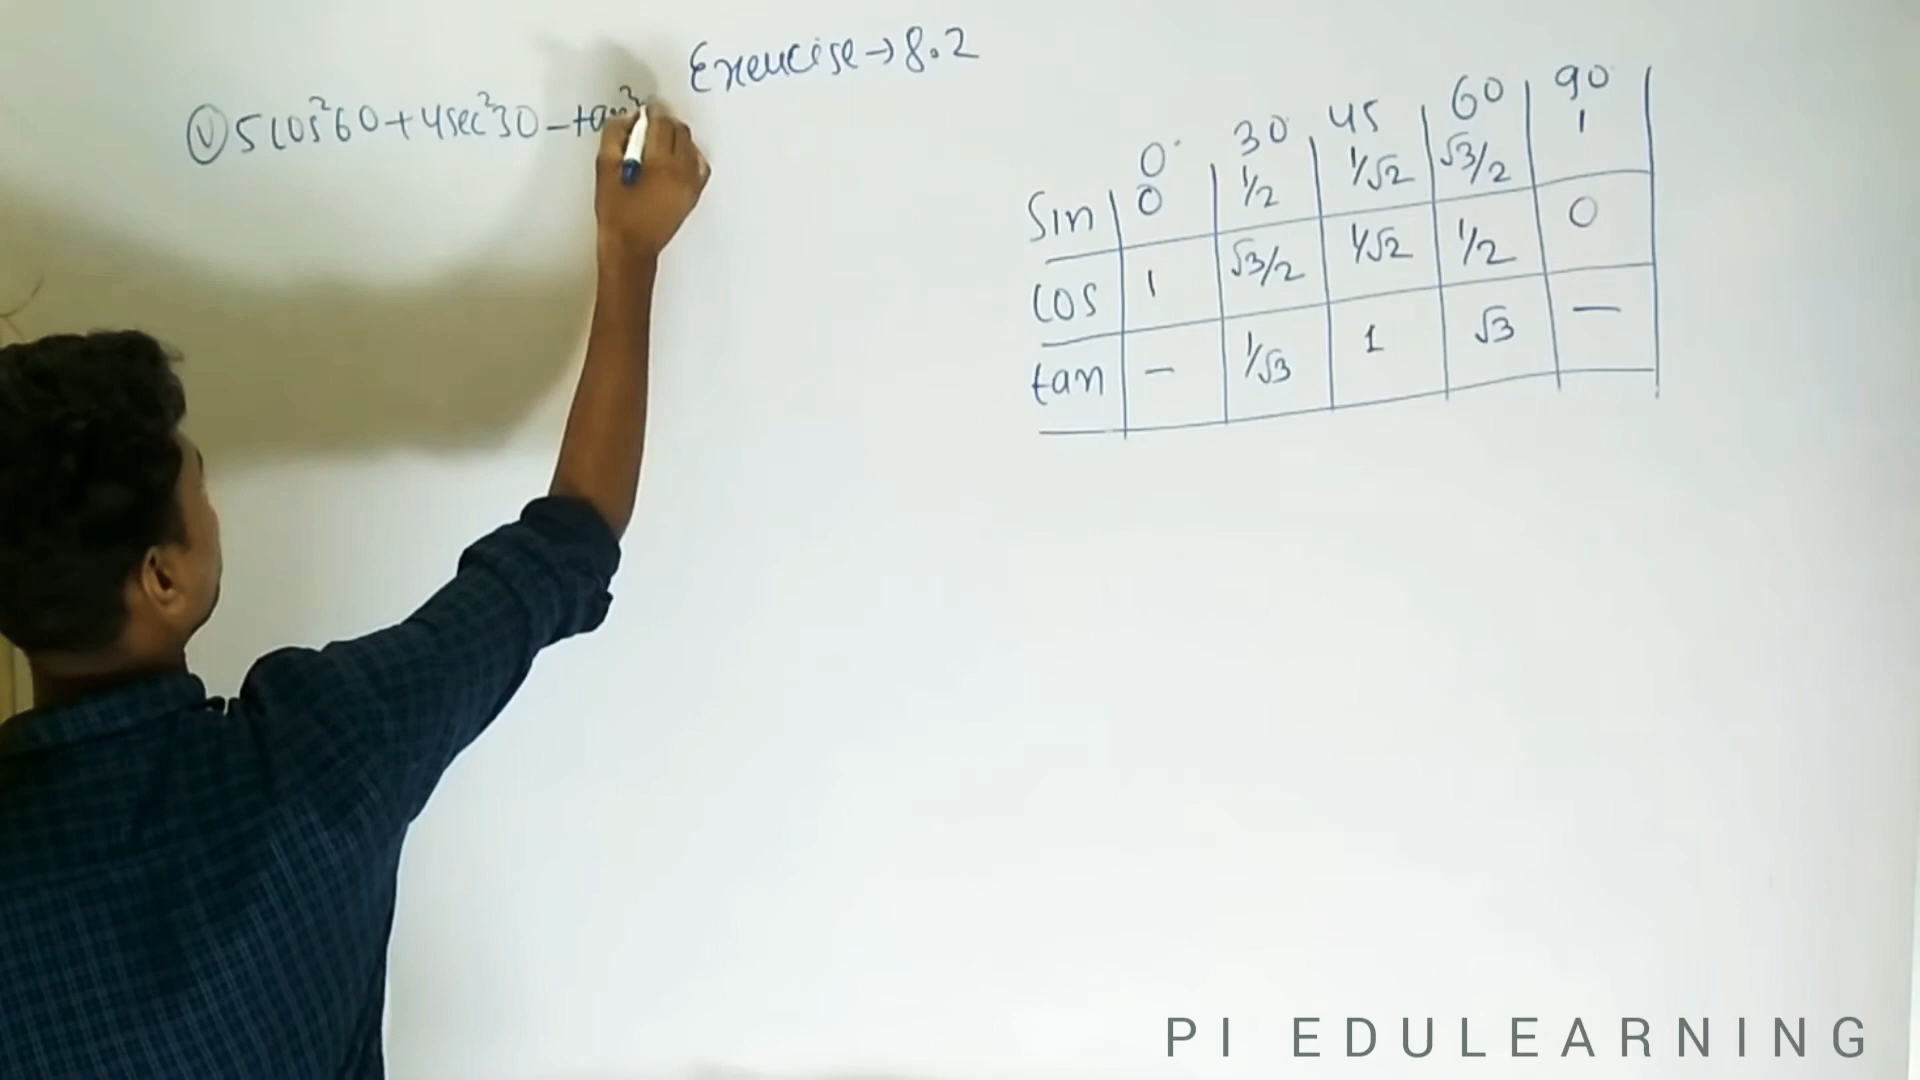 Exercise→8.2
(v) 5cos²60+4sec²30-tan²
0° 30 45 60 90
Sin 0 1/2 1/√2 √3/2 1
cos 1 √3/2 1/√2 1/2 0
tan — 1/√3 1 √3 —
PI EDULEARNING